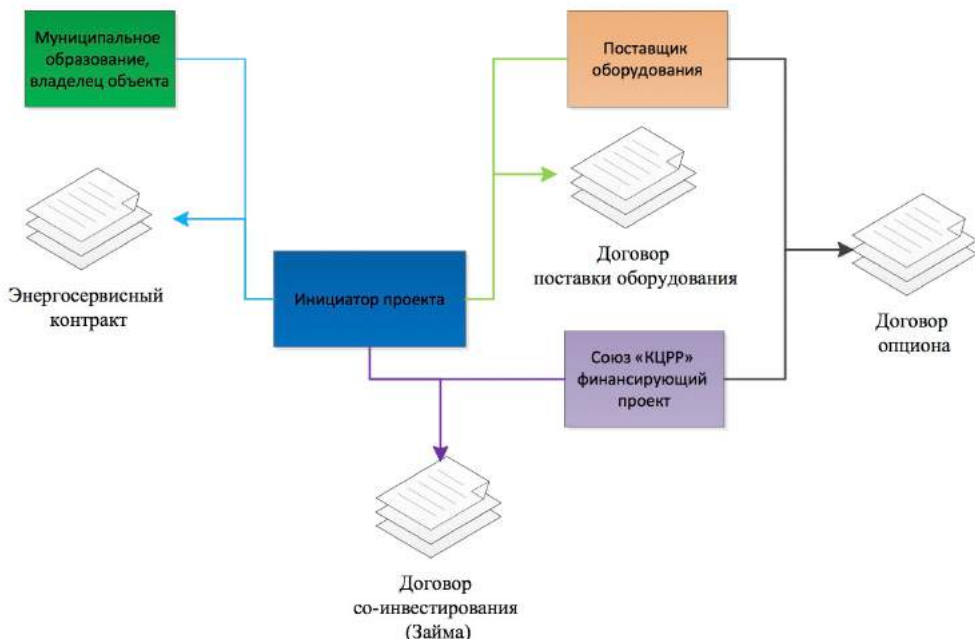 Муниципальное
образование,
владелец объекта
Поставщик
оборудования
Энергосервисный
контракт
Инициатор проекта
Договор
поставки оборудования
Договор
опциона
Союз «КЦРР»
финансирующий
проект
Договор
со-инвестирования
(Займа)